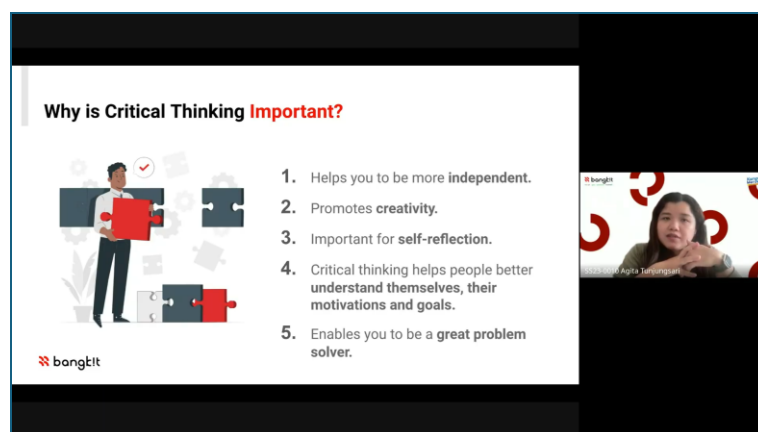 Why is Critical Thinking Important?
1. Helps you to be more independent.
2. Promotes creativity.
3. Important for self-reflection.
4. Critical thinking helps people better
understand themselves, their
motivations and goals.
5. Enables you to be a great problem
solver.
bangk!t
bangk!t
Agita Tunjungsari